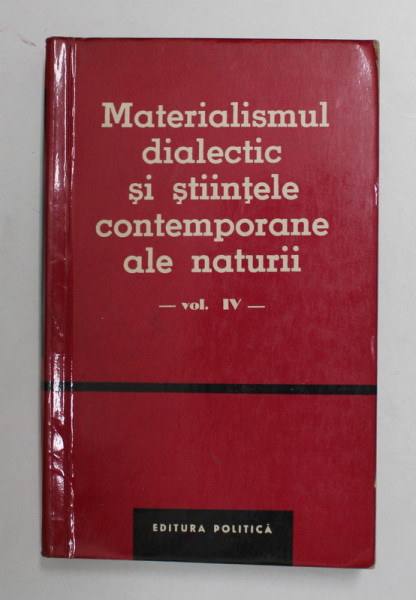 Materialismul
dialectic
şi ştiinţele
contemporane
ale naturii
— vol. IV —
EDITURA POLITICĂ